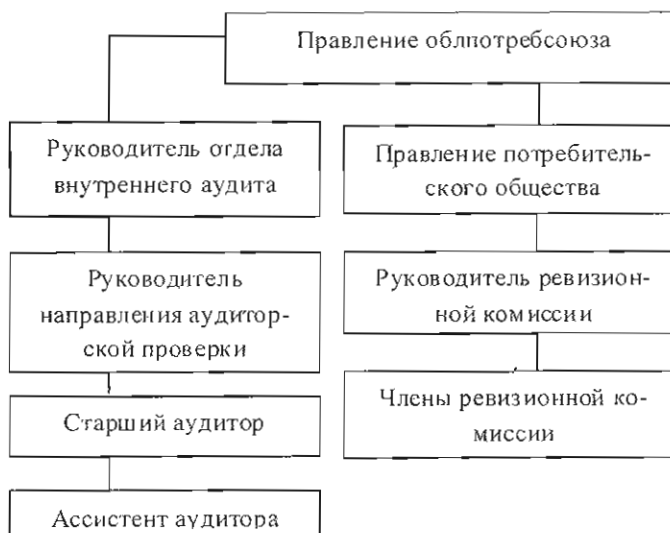 Правление облпотребсоюза
Руководитель отдела
внутреннего аудита
Правление потребитель-
ского общества
Руководитель
направления аудитор-
ской проверки
Руководитель ревизион-
ной комиссии
Старший аудитор
Члены ревизионной ко-
миссии
Ассистент аудитора